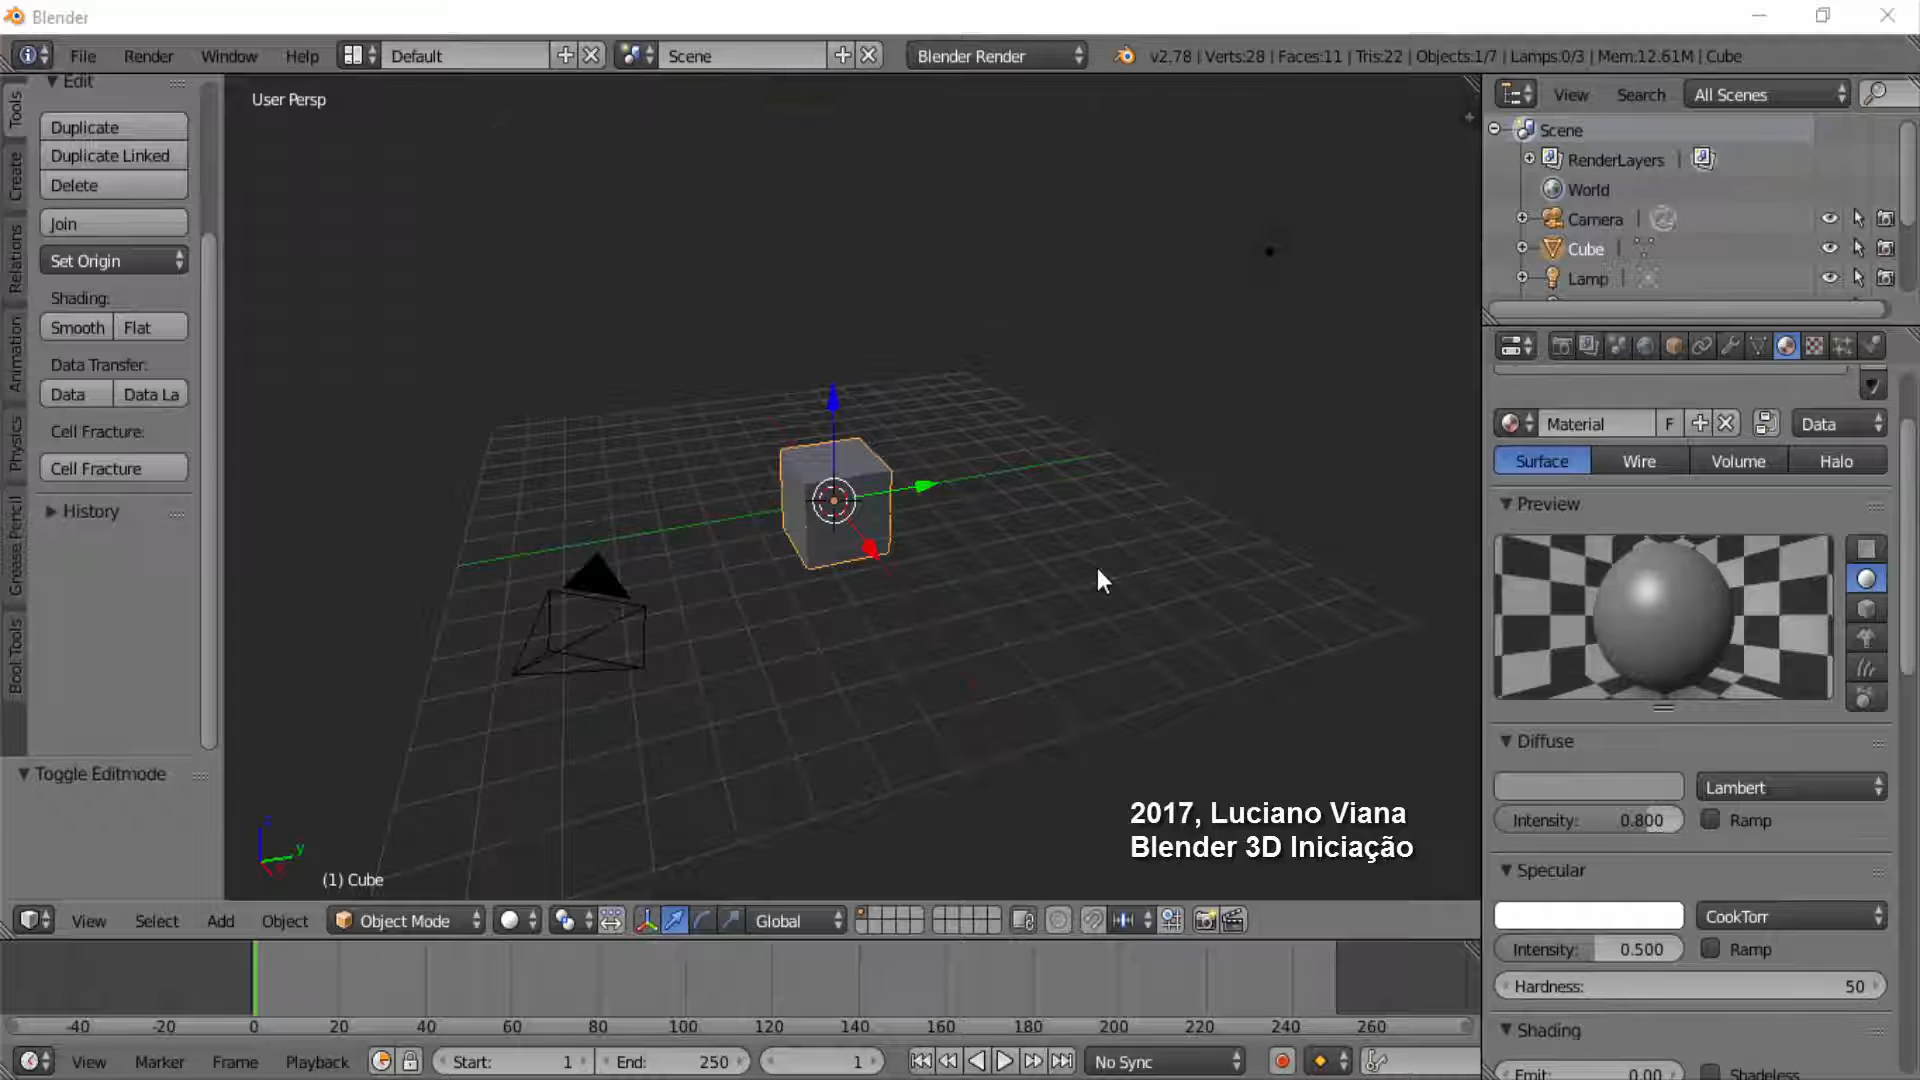 Blender
File Render Window Help Default Scene Blender Render v2.78 | Verts:28 | Faces:11 | Tris:22 | Objects:1/7 | Lamps:0/3 | Mem:12.61M | Cube
Edit
Tools
Create
Relations
Animation
Physics
Grease Pencil
Bool Tools
Duplicate
Duplicate Linked
Delete
Join
Set Origin
Shading:
Smooth Flat
Data Transfer:
Data Data La
Cell Fracture:
Cell Fracture
History
Toggle Editmode
User Persp
2017, Luciano Viana
Blender 3D Iniciação
z
y
x
(1) Cube
View Select Add Object Object Mode Global
-40 -20 0 20 40 60 80 100 120 140 160 180 200 220 240 260
View Marker Frame Playback Start: 1 End: 250 1 No Sync
View Search All Scenes
Scene
RenderLayers
World
Camera
Cube
Lamp
Material F Data
Surface Wire Volume Halo
Preview
Diffuse
Lambert
Intensity: 0.800 Ramp
Specular
CookTorr
Intensity: 0.500 Ramp
Hardness: 50
Shading
Emit: 0.00 Shadeless